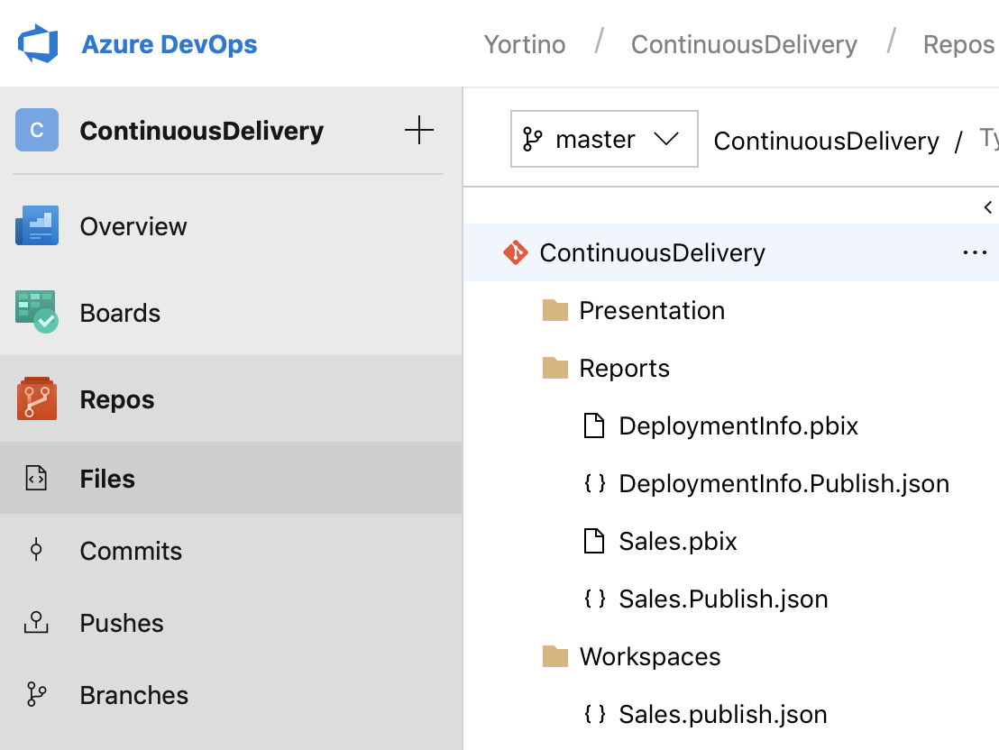 Azure DevOps
Yortino / ContinuousDelivery / Repos
C ContinuousDelivery
Overview
Boards
Repos
Files
Commits
Pushes
Branches
master ContinuousDelivery / Ty
ContinuousDelivery ...
Presentation
Reports
DeploymentInfo.pbix
{ } DeploymentInfo.Publish.json
Sales.pbix
{ } Sales.Publish.json
Workspaces
{ } Sales.publish.json